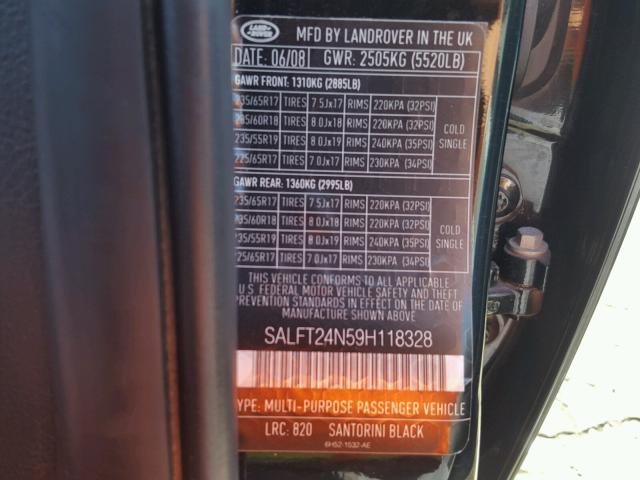 LAND ROVER
MFD BY LANDROVER IN THE UK
DATE: 06/08 GWR: 2505KG (5520LB)
GAWR FRONT: 1310KG (2885LB)
235/65R17 TIRES 7.5Jx17 RIMS 220KPA (32PSI)
235/60R18 TIRES 8.0Jx18 RIMS 220KPA (32PSI) COLD
235/55R19 TIRES 8.0Jx19 RIMS 240KPA (35PSI) SINGLE
225/65R17 TIRES 7.0Jx17 RIMS 230KPA (34PSI)
GAWR REAR: 1360KG (2995LB)
235/65R17 TIRES 7.5Jx17 RIMS 220KPA (32PSI)
235/60R18 TIRES 8.0Jx18 RIMS 220KPA (32PSI) COLD
235/55R19 TIRES 8.0Jx19 RIMS 240KPA (35PSI) SINGLE
225/65R17 TIRES 7.0Jx17 RIMS 230KPA (34PSI)
THIS VEHICLE CONFORMS TO ALL APPLICABLE
U.S. FEDERAL MOTOR VEHICLE SAFETY AND THEFT
PREVENTION STANDARDS IN EFFECT ON THE DATE
OF MANUFACTURE SHOWN ABOVE
SALFT24N59H118328
TYPE: MULTI-PURPOSE PASSENGER VEHICLE
LRC: 820 SANTORINI BLACK
6H52-1532-AE